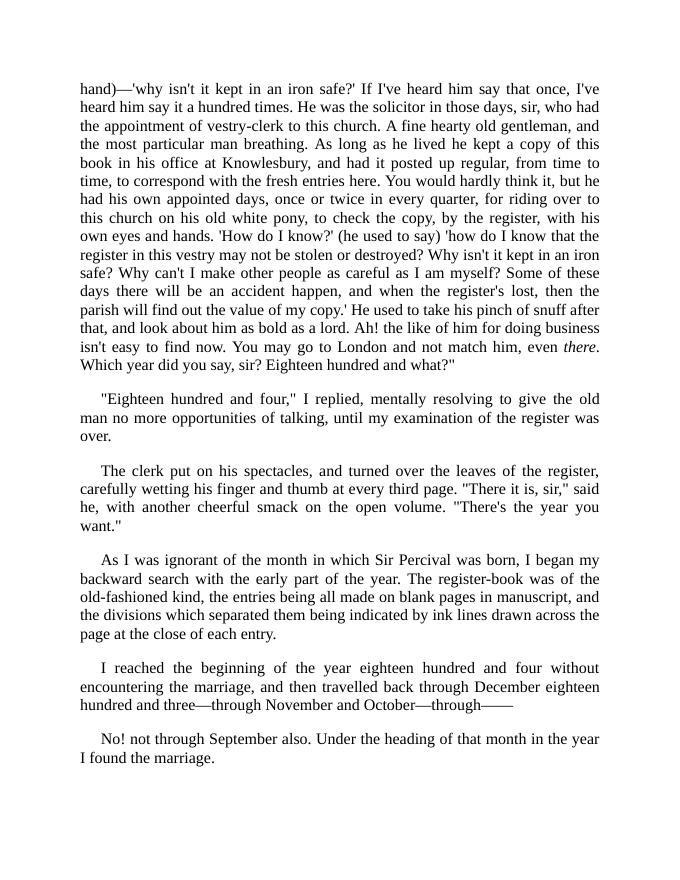 hand)—'why isn't it kept in an iron safe?' If I've heard him say that once, I've
heard him say it a hundred times. He was the solicitor in those days, sir, who had
the appointment of vestry-clerk to this church. A fine hearty old gentleman, and
the most particular man breathing. As long as he lived he kept a copy of this
book in his office at Knowlesbury, and had it posted up regular, from time to
time, to correspond with the fresh entries here. You would hardly think it, but he
had his own appointed days, once or twice in every quarter, for riding over to
this church on his old white pony, to check the copy, by the register, with his
own eyes and hands. 'How do I know?' (he used to say) 'how do I know that the
register in this vestry may not be stolen or destroyed? Why isn't it kept in an iron
safe? Why can't I make other people as careful as I am myself? Some of these
days there will be an accident happen, and when the register's lost, then the
parish will find out the value of my copy.' He used to take his pinch of snuff after
that, and look about him as bold as a lord. Ah! the like of him for doing business
isn't easy to find now. You may go to London and not match him, even there.
Which year did you say, sir? Eighteen hundred and what?"
"Eighteen hundred and four," I replied, mentally resolving to give the old
man no more opportunities of talking, until my examination of the register was
over.
The clerk put on his spectacles, and turned over the leaves of the register,
carefully wetting his finger and thumb at every third page. "There it is, sir," said
he, with another cheerful smack on the open volume. "There's the year you
want."
As I was ignorant of the month in which Sir Percival was born, I began my
backward search with the early part of the year. The register-book was of the
old-fashioned kind, the entries being all made on blank pages in manuscript, and
the divisions which separated them being indicated by ink lines drawn across the
page at the close of each entry.
I reached the beginning of the year eighteen hundred and four without
encountering the marriage, and then travelled back through December eighteen
hundred and three—through November and October—through——
No! not through September also. Under the heading of that month in the year
I found the marriage.